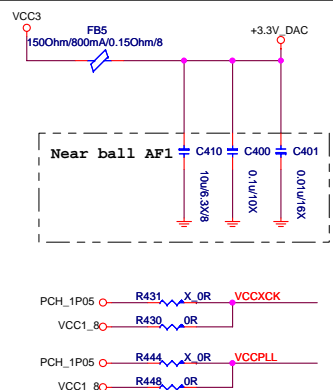 VCC3
FB5
150Ohm/800mA/0.15Ohm/8
+3.3V_DAC
Near ball AF1
C410
10u/6.3X/8
C400
0.1u/10X
C401
0.01u/16X
PCH_1P05
R431
X_0R
VCCXCK
VCC1_8
R430
0R
PCH_1P05
R444
X_0R
VCCPLL
VCC1_8
R448
0R